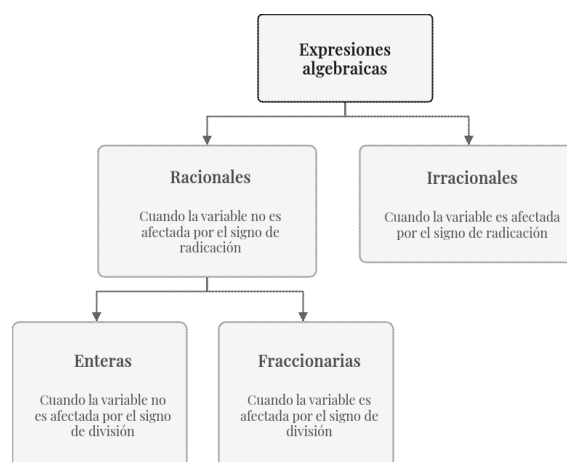 Expresiones
algebraicas
Racionales
Cuando la variable no es
afectada por el signo de
radicación
Irracionales
Cuando la variable es afectada
por el signo de radicación
Enteras
Cuando la variable no
es afectada por el signo
de división
Fraccionarias
Cuando la variable es
afectada por el signo de
división